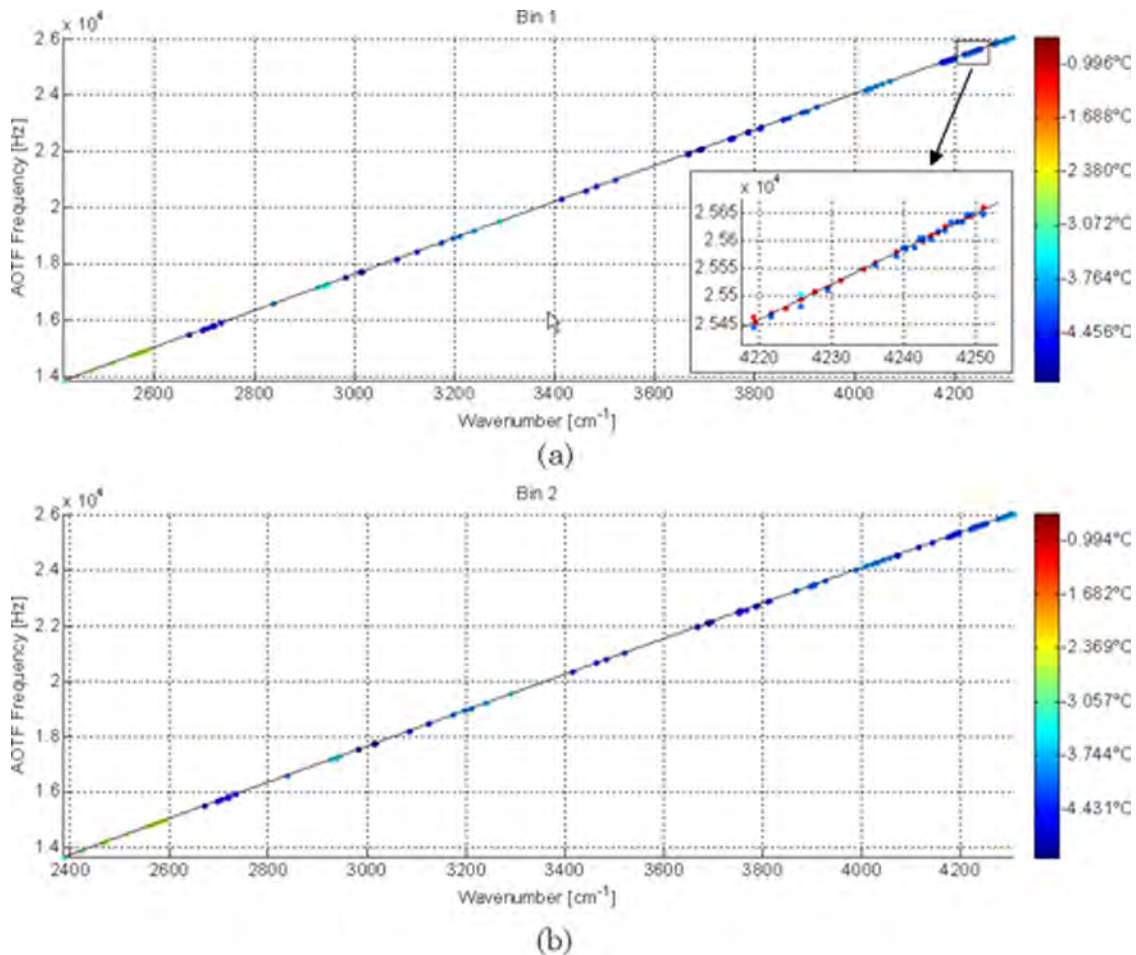 Bin 1
x 10⁴
2.6
2.4
2.2
2
1.8
1.6
1.4
AOTF Frequency [Hz]
2600 2800 3000 3200 3400 3600 3800 4000 4200
Wavenumber [cm⁻¹]
x 10⁴
2.565
2.56
2.555
2.55
2.545
4220 4230 4240 4250
-0.996°C
-1.688°C
-2.380°C
-3.072°C
-3.764°C
-4.456°C
(a)
Bin 2
x 10⁴
2.6
2.4
2.2
2
1.8
1.6
1.4
AOTF Frequency [Hz]
2400 2600 2800 3000 3200 3400 3600 3800 4000 4200
Wavenumber [cm⁻¹]
-0.994°C
-1.682°C
-2.369°C
-3.057°C
-3.744°C
-4.431°C
(b)